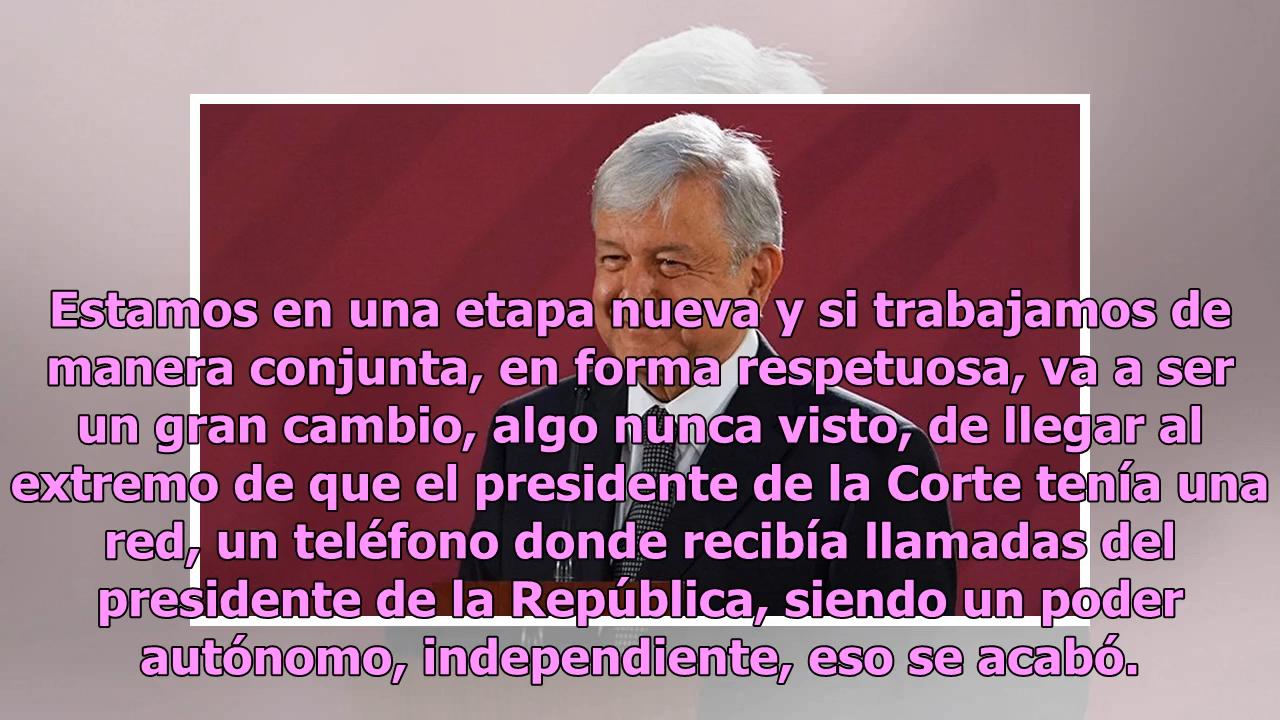 Estamos en una etapa nueva y si trabajamos de
manera conjunta, en forma respetuosa, va a ser
un gran cambio, algo nunca visto, de llegar al
extremo de que el presidente de la Corte tenía una
red, un teléfono donde recibía llamadas del
presidente de la República, siendo un poder
autónomo, independiente, eso se acabó.